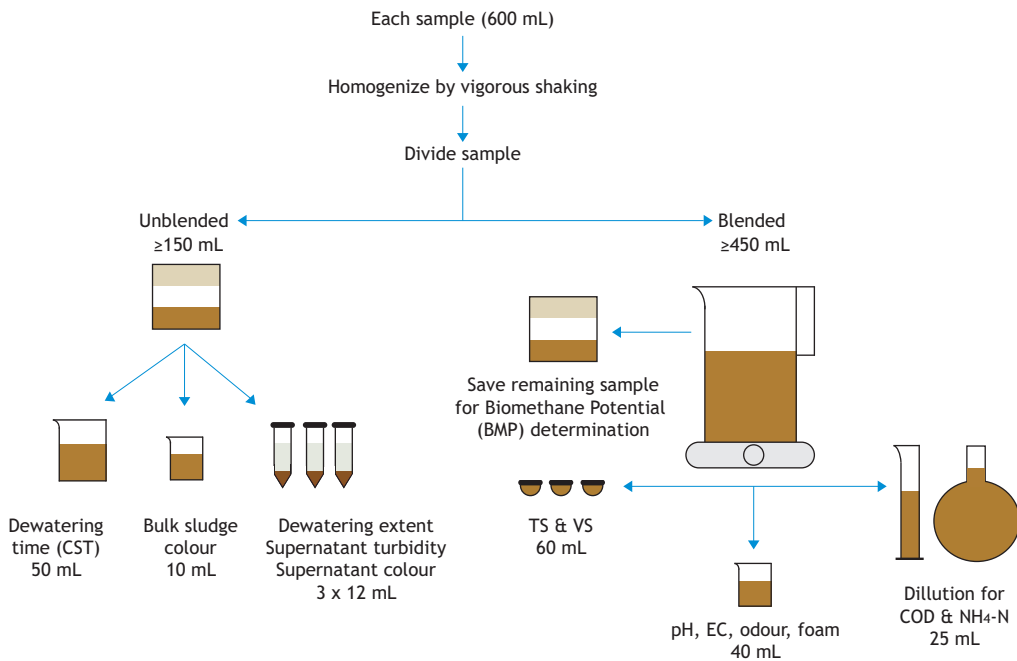 Each sample (600 mL)
Homogenize by vigorous shaking
Divide sample
Unblended
≥150 mL
Blended
≥450 mL
Save remaining sample
for Biomethane Potential
(BMP) determination
Dewatering
time (CST)
50 mL
Bulk sludge
colour
10 mL
Dewatering extent
Supernatant turbidity
Supernatant colour
3 x 12 mL
TS & VS
60 mL
pH, EC, odour, foam
40 mL
Dillution for
COD & NH4-N
25 mL